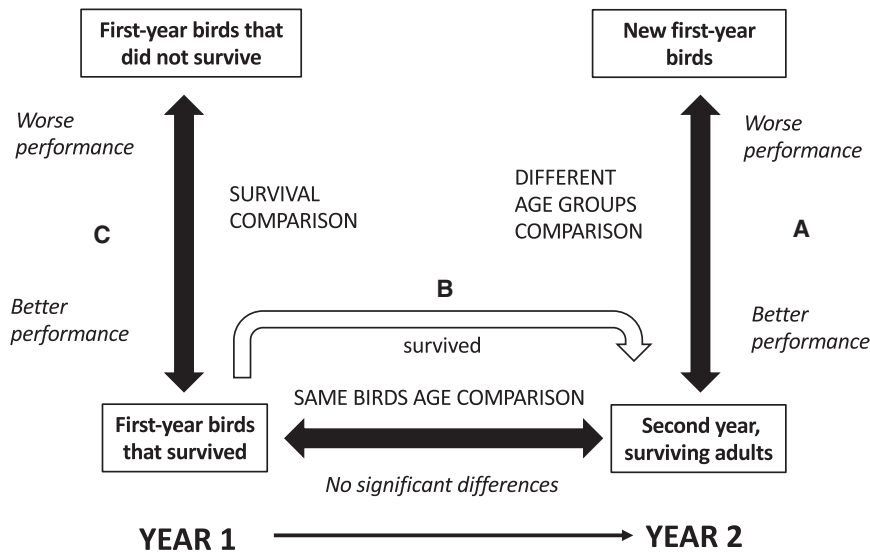 First-year birds that
did not survive
New first-year
birds
Worse
performance
Worse
performance
SURVIVAL
COMPARISON
DIFFERENT
AGE GROUPS
COMPARISON
C
A
B
Better
performance
Better
performance
survived
SAME BIRDS AGE COMPARISON
First-year birds
that survived
Second year,
surviving adults
No significant differences
YEAR 1
YEAR 2